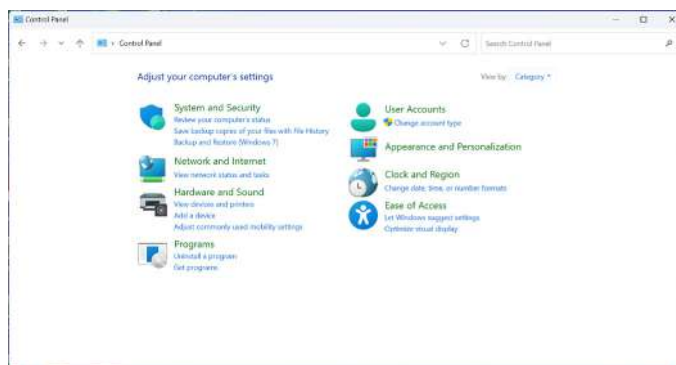 Control Panel
Control Panel
Search Control Panel
Adjust your computer's settings
View by: Category
System and Security
Review your computer's status
Save backup copies of your files with File History
Backup and Restore (Windows 7)
Network and Internet
View network status and tasks
Hardware and Sound
View devices and printers
Add a device
Adjust commonly used mobility settings
Programs
Uninstall a program
Get programs
User Accounts
Change account type
Appearance and Personalization
Clock and Region
Change date, time, or number formats
Ease of Access
Let Windows suggest settings
Optimize visual display